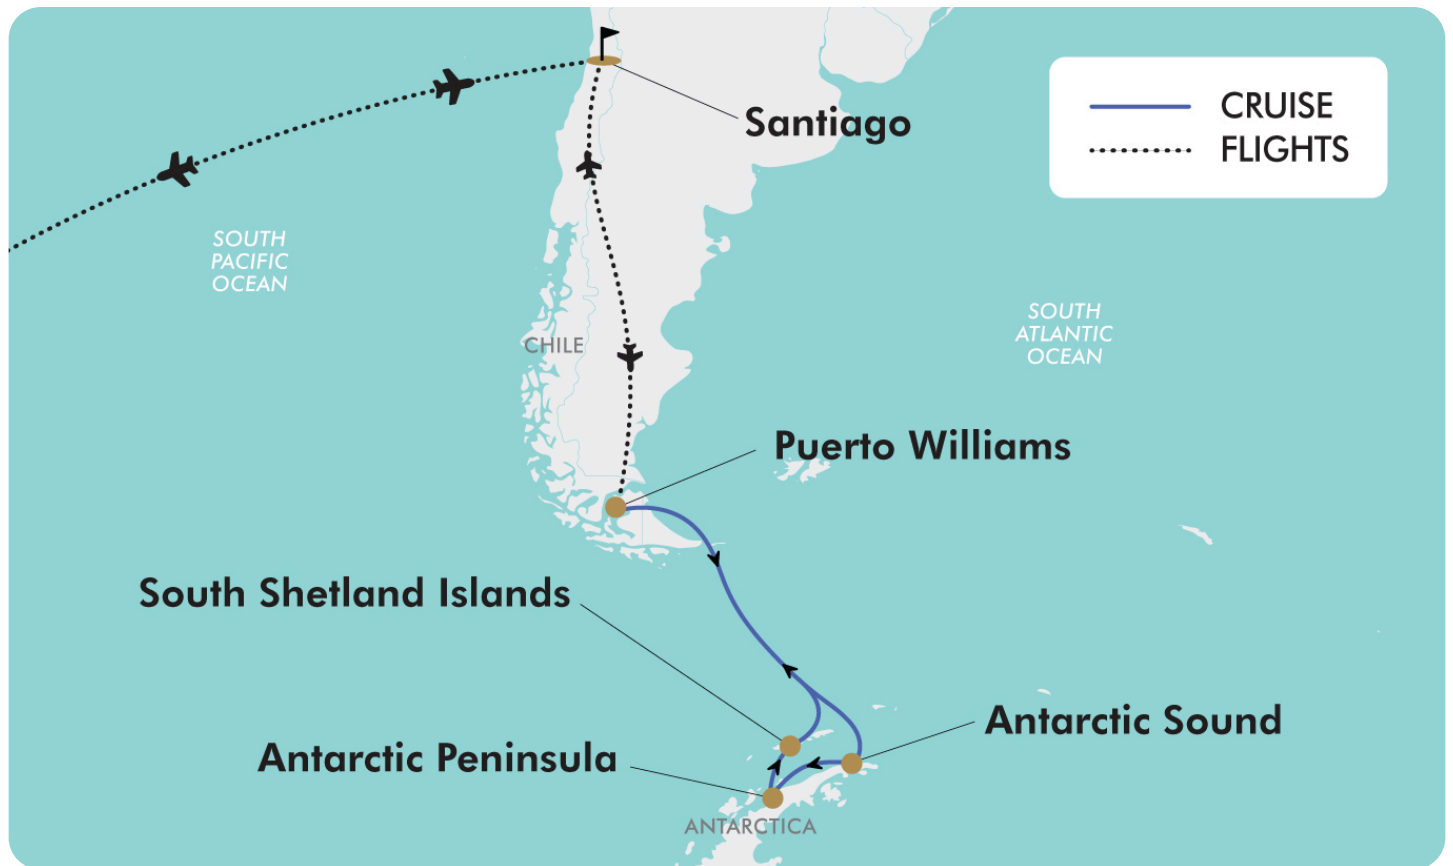 Santiago
CRUISE
FLIGHTS
SOUTH
PACIFIC
OCEAN
SOUTH
ATLANTIC
OCEAN
CHILE
Puerto Williams
South Shetland Islands
Antarctic Sound
Antarctic Peninsula
ANTARCTICA